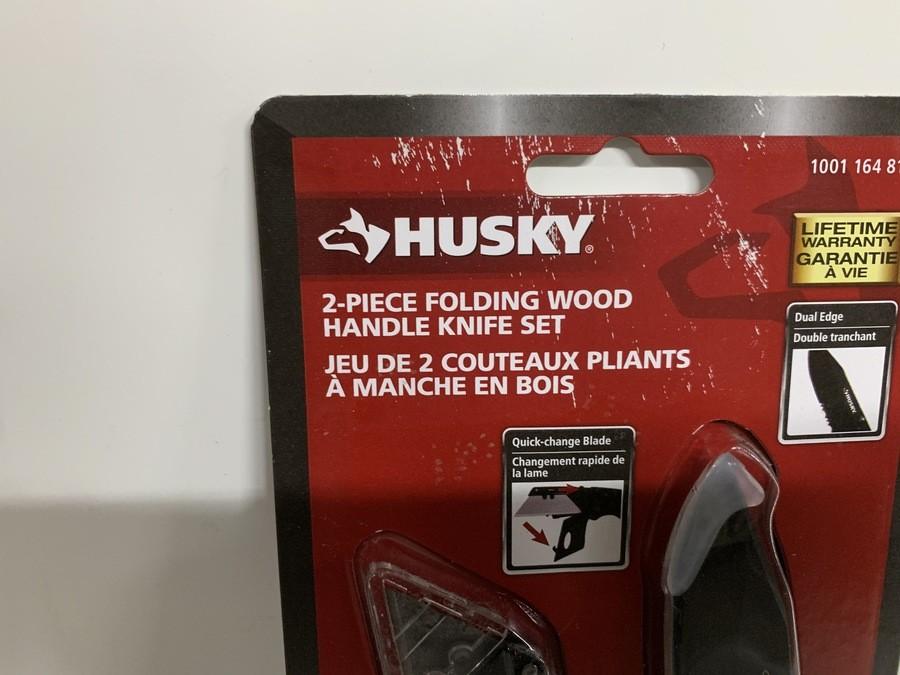 1001 164 81
HUSKY®
LIFETIME
WARRANTY
GARANTIE
À VIE
2-PIECE FOLDING WOOD
HANDLE KNIFE SET
JEU DE 2 COUTEAUX PLIANTS
À MANCHE EN BOIS
Dual Edge
Double tranchant
HUSKY
Quick-change Blade
Changement rapide de
la lame